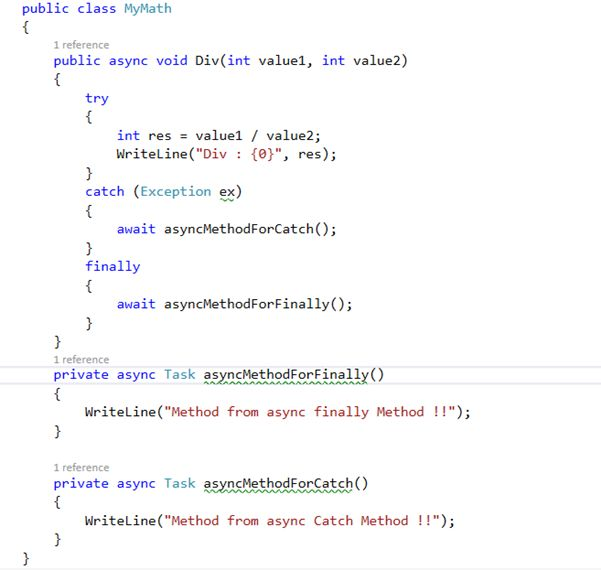 public class MyMath
{
1 reference
public async void Div(int value1, int value2)
{
try
{
int res = value1 / value2;
WriteLine("Div : {0}", res);
}
catch (Exception ex)
{
await asyncMethodForCatch();
}
finally
{
await asyncMethodForFinally();
}
}
1 reference
private async Task asyncMethodForFinally()
{
WriteLine("Method from async finally Method !!");
}
1 reference
private async Task asyncMethodForCatch()
{
WriteLine("Method from async Catch Method !!");
}
}